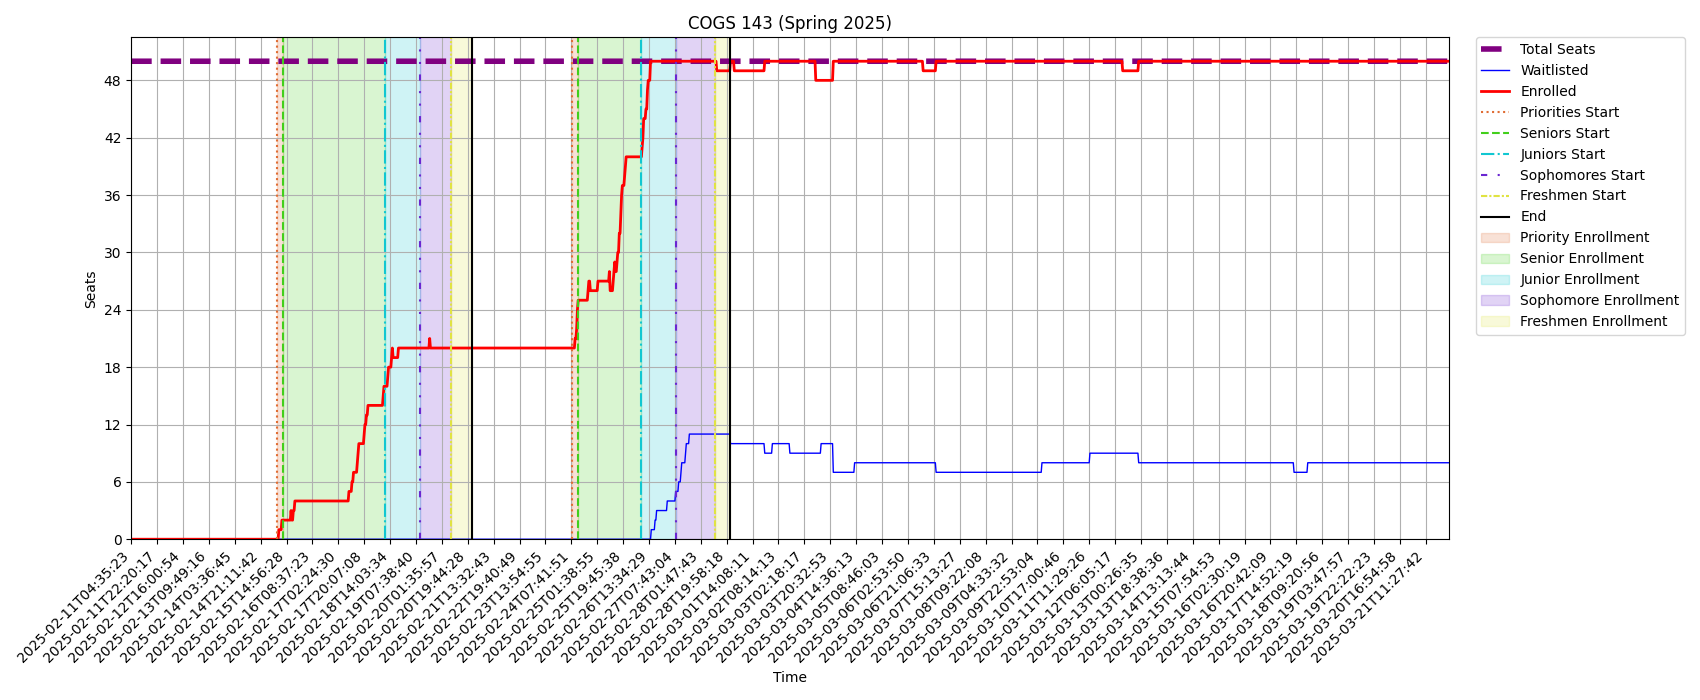 COGS 143 (Spring 2025)
Total Seats
Waitlisted
Enrolled
Priorities Start
Seniors Start
Juniors Start
Sophomores Start
Freshmen Start
End
Priority Enrollment
Senior Enrollment
Junior Enrollment
Sophomore Enrollment
Freshmen Enrollment
Seats
48
42
36
30
24
18
12
6
0
2025-02-11T04:35:23
2025-02-11T22:20:17
2025-02-12T16:00:54
2025-02-13T09:49:16
2025-02-14T03:36:45
2025-02-14T21:11:42
2025-02-15T14:56:28
2025-02-16T08:37:23
2025-02-17T02:24:30
2025-02-17T20:07:08
2025-02-18T14:03:34
2025-02-19T07:38:40
2025-02-20T01:35:57
2025-02-20T19:44:28
2025-02-21T13:32:43
2025-02-22T19:40:49
2025-02-23T13:54:55
2025-02-24T07:41:51
2025-02-25T01:38:55
2025-02-25T19:45:38
2025-02-26T13:34:29
2025-02-27T07:43:04
2025-02-28T01:47:43
2025-02-28T19:58:18
2025-03-01T14:08:11
2025-03-02T08:14:13
2025-03-03T02:18:17
2025-03-03T20:32:53
2025-03-04T14:36:13
2025-03-05T08:46:03
2025-03-06T02:53:50
2025-03-06T21:06:33
2025-03-07T15:13:27
2025-03-08T09:22:08
2025-03-09T04:33:32
2025-03-09T22:53:04
2025-03-10T17:00:46
2025-03-11T11:29:26
2025-03-12T06:05:17
2025-03-13T00:26:35
2025-03-13T18:38:36
2025-03-14T13:13:44
2025-03-15T07:54:53
2025-03-16T02:30:19
2025-03-16T20:42:09
2025-03-17T14:52:19
2025-03-18T09:20:56
2025-03-19T03:47:57
2025-03-19T22:22:23
2025-03-20T16:54:58
2025-03-21T11:27:42
Time